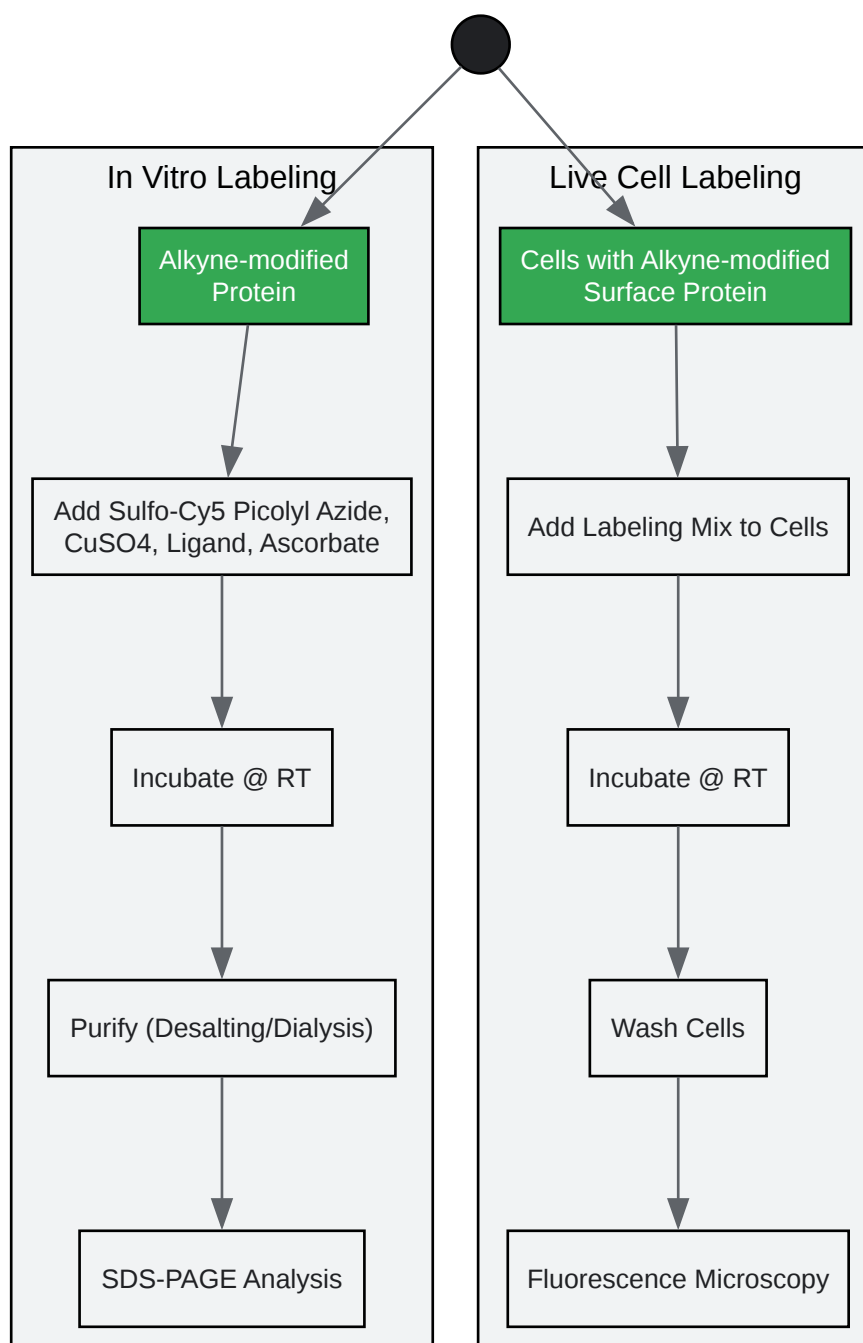 In Vitro Labeling
Alkyne-modified
Protein
Add Sulfo-Cy5 Picolyl Azide,
CuSO4, Ligand, Ascorbate
Incubate @ RT
Purify (Desalting/Dialysis)
SDS-PAGE Analysis
Live Cell Labeling
Cells with Alkyne-modified
Surface Protein
Add Labeling Mix to Cells
Incubate @ RT
Wash Cells
Fluorescence Microscopy